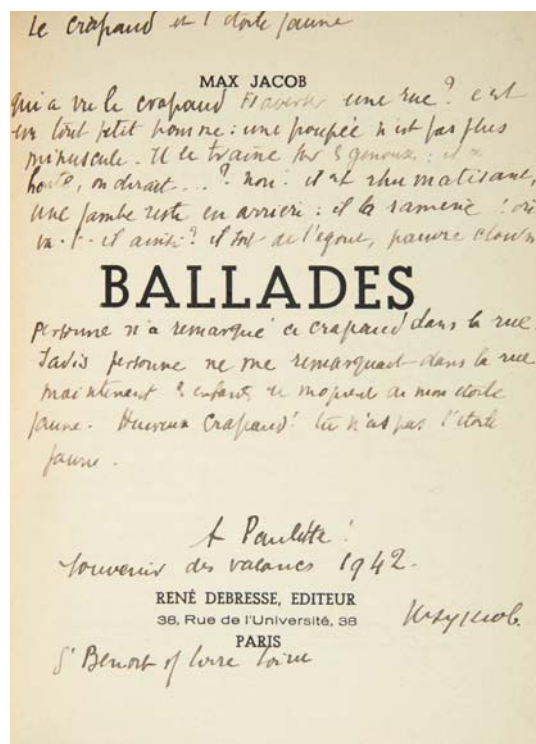 Le crapaud et l'étoile jaune
MAX JACOB
Qui a vu le crapaud traverser une rue ? c'est
un tout petit homme : une poupée n'est pas plus
minuscule. Il se traîne sur les genoux : il a
honte, on dirait...? non ! il est rhumatisant,
une jambe reste en arrière : il la ramène ! où
va-t-il ainsi ? il sort de l'égout, pauvre clown
BALLADES
personne n'a remarqué ce crapaud dans la rue.
Jadis personne ne me remarquait dans la rue
maintenant les enfants se moquent de mon étoile
jaune. Heureux crapaud ! tu n'as pas l'étoile
jaune.
A Paulette !
souvenir des vacances 1942.
RENÉ DEBRESSE, EDITEUR
38, Rue de l'Université, 38
Max Jacob.
PARIS
St Benoit s/ Loire Loiret